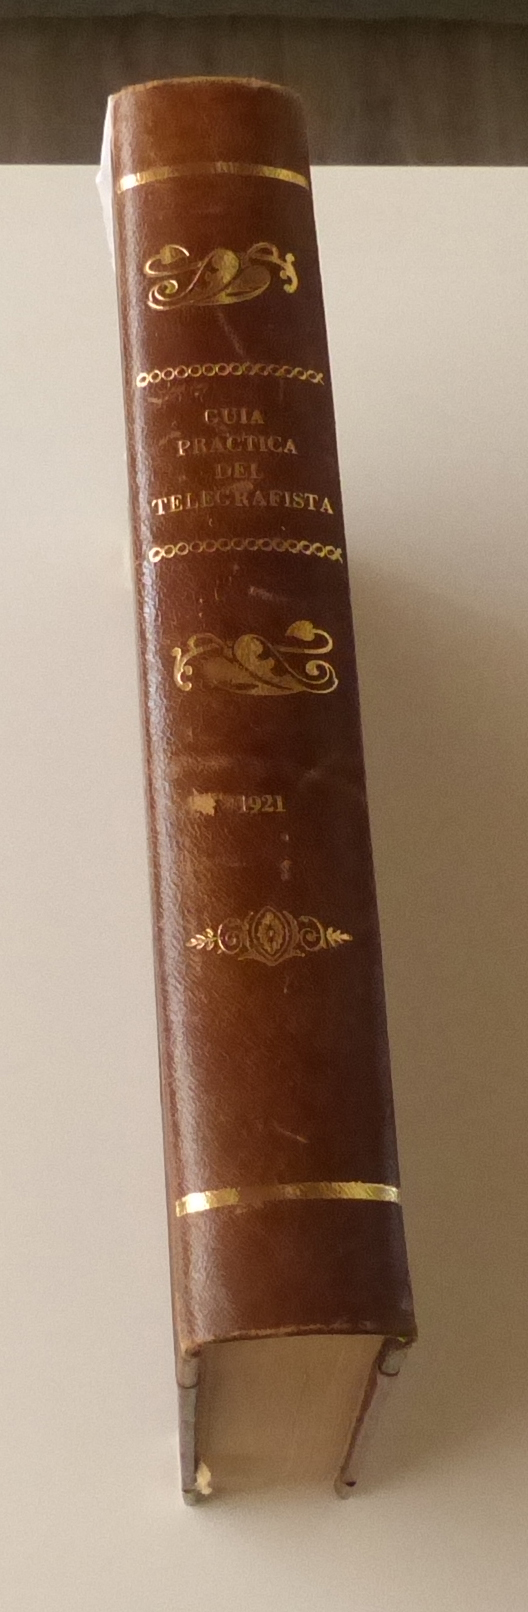 GUIA
PRACTICA
DEL
TELEGRAFISTA
1921